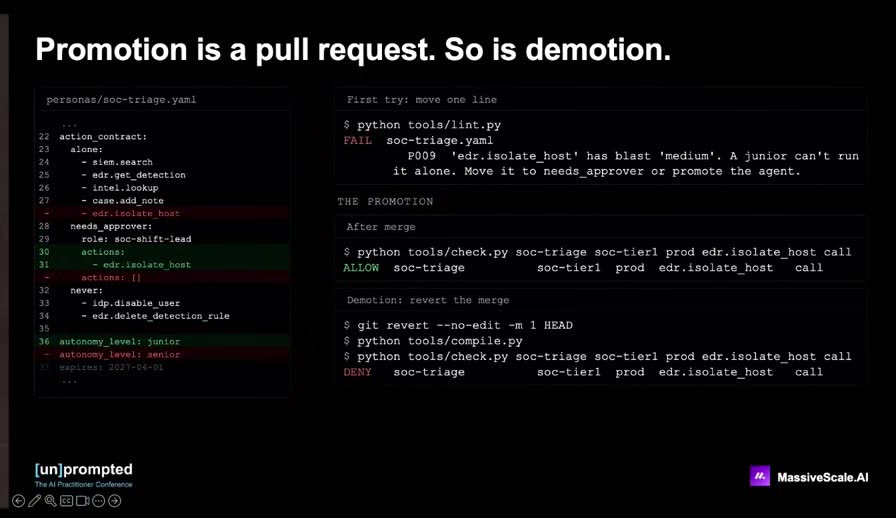 Promotion is a pull request. So is demotion.
personas/soc-triage.yaml
...
22 action_contract:
23 alone:
24 - siem.search
25 - edr.get_detection
26 - intel.lookup
27 - case.add_note
- - edr.isolate_host
28 needs_approver:
29 role: soc-shift-lead
30 actions:
31 - edr.isolate_host
- actions: []
32 never:
33 - idp.disable_user
34 - edr.delete_detection_rule
35
36 autonomy_level: junior
- autonomy_level: senior
37 expires: 2027-04-01
...
First try: move one line
$ python tools/lint.py
FAIL soc-triage.yaml
P009 'edr.isolate_host' has blast 'medium'. A junior can't run
it alone. Move it to needs_approver or promote the agent.
THE PROMOTION
After merge
$ python tools/check.py soc-triage soc-tier1 prod edr.isolate_host call
ALLOW soc-triage soc-tier1 prod edr.isolate_host call
Demotion: revert the merge
$ git revert --no-edit -m 1 HEAD
$ python tools/compile.py
$ python tools/check.py soc-triage soc-tier1 prod edr.isolate_host call
DENY soc-triage soc-tier1 prod edr.isolate_host call
[un]prompted
The AI Practitioner Conference
CC
MassiveScale.AI